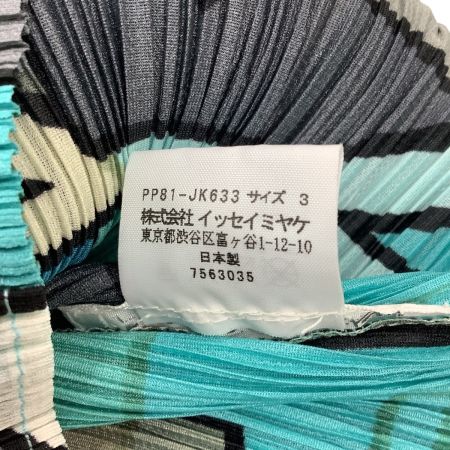 PP81-JK633 サイズ 3
株式会社 イッセイミヤケ
東京都渋谷区富ヶ谷1-12-10
日本製
7563035